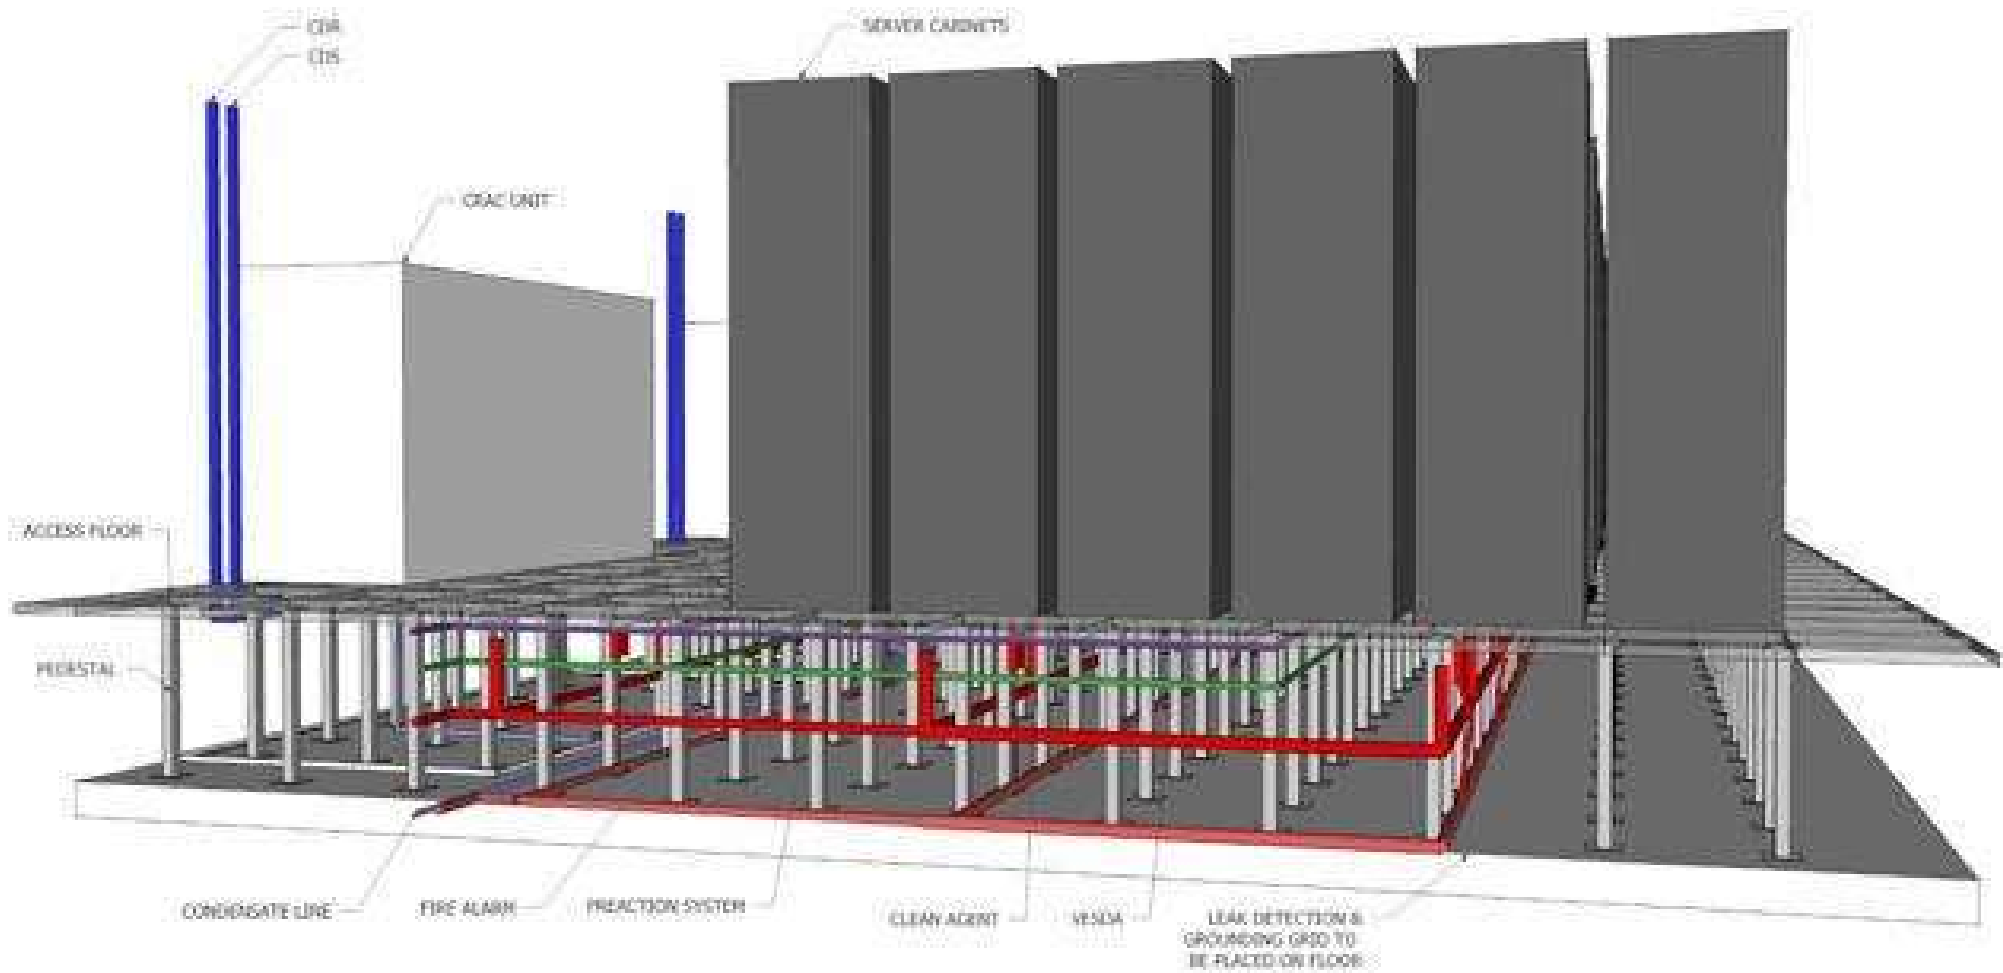 CDR
CDS
SERVER CABINETS
CRAC UNIT
ACCESS FLOOR
PEDESTAL
CONDENSATE LINE
FIRE ALARM
PREACTION SYSTEM
CLEAN AGENT
VESDA
LEAK DETECTION &
GROUNDING GRID TO
BE PLACED ON FLOOR